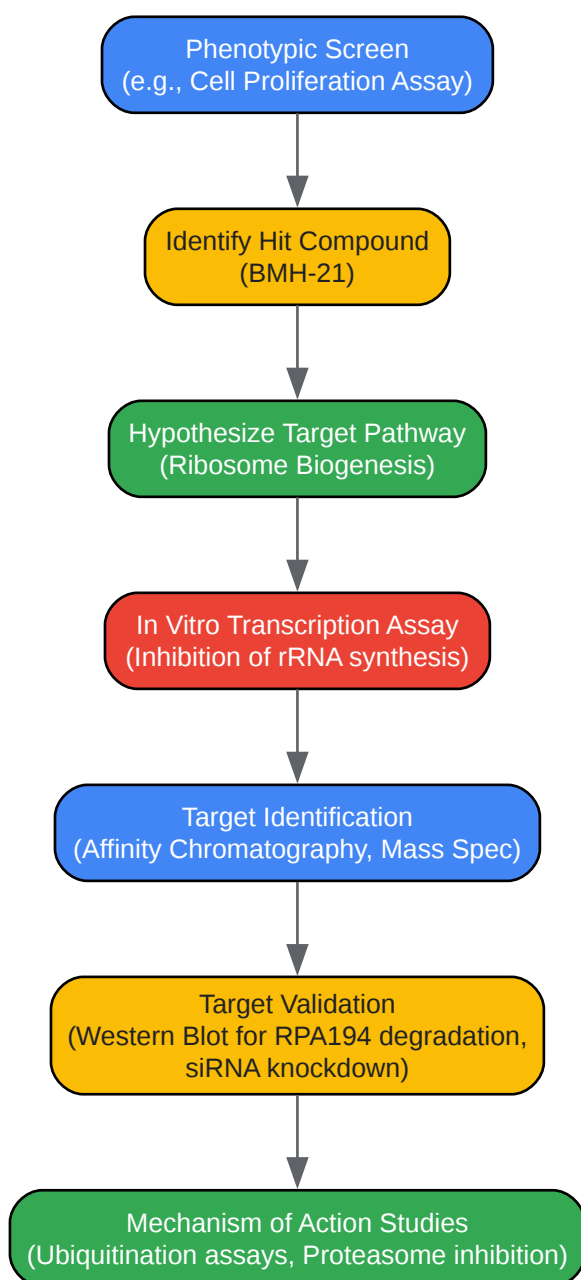 Phenotypic Screen
(e.g., Cell Proliferation Assay)
Identify Hit Compound
(BMH-21)
Hypothesize Target Pathway
(Ribosome Biogenesis)
In Vitro Transcription Assay
(Inhibition of rRNA synthesis)
Target Identification
(Affinity Chromatography, Mass Spec)
Target Validation
(Western Blot for RPA194 degradation,
siRNA knockdown)
Mechanism of Action Studies
(Ubiquitination assays, Proteasome inhibition)